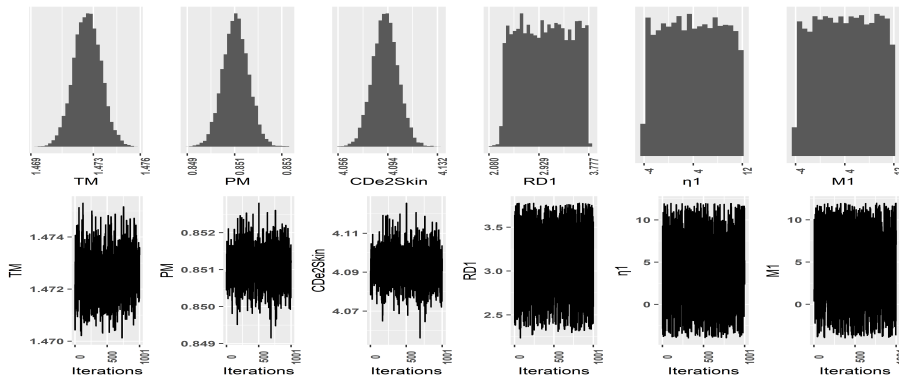 1.469 1.473 1.476
TM
0.849 0.851 0.853
PM
4.056 4.094 4.132
CDe2Skin
2.080 2.929 3.777
RD1
-4 4 12
η1
-4 4 12
M1
TM
1.474
1.472
1.470
0 500 1001
Iterations
PM
0.852
0.851
0.850
0.849
0 500 1001
Iterations
CDe2Skin
4.11
4.09
4.07
0 500 1001
Iterations
RD1
3.5
3.0
2.5
0 500 1001
Iterations
η1
10
5
0
0 500 1001
Iterations
M1
10
5
0
0 500 1001
Iterations